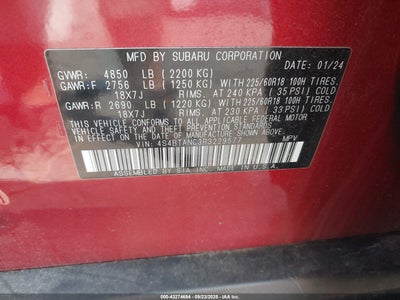 MFD BY SUBARU CORPORATION DATE: 01/24
GVWR: 4850 LB (2200 KG)
GAWR:F 2756 LB (1250 KG) WITH 225/60R18 100H TIRES.
18X7J RIMS. AT 240 KPA (35 PSI) COLD
GAWR:R 2690 LB (1220 KG) WITH 225/60R18 100H TIRES.
18X7J RIMS. AT 230 KPA (33 PSI) COLD
THIS VEHICLE CONFORMS TO ALL APPLICABLE FEDERAL MOTOR
VEHICLE SAFETY AND THEFT PREVENTION STANDARDS
IN EFFECT ON THE DATE OF MANUFACTURE SHOWN ABOVE.
VIN: 4S4BTANC3R3229577 MPV
ASSEMBLED BY SIA INC. MADE IN U.S.A.
000-43274684 - 09/23/2025 - IAAI.US